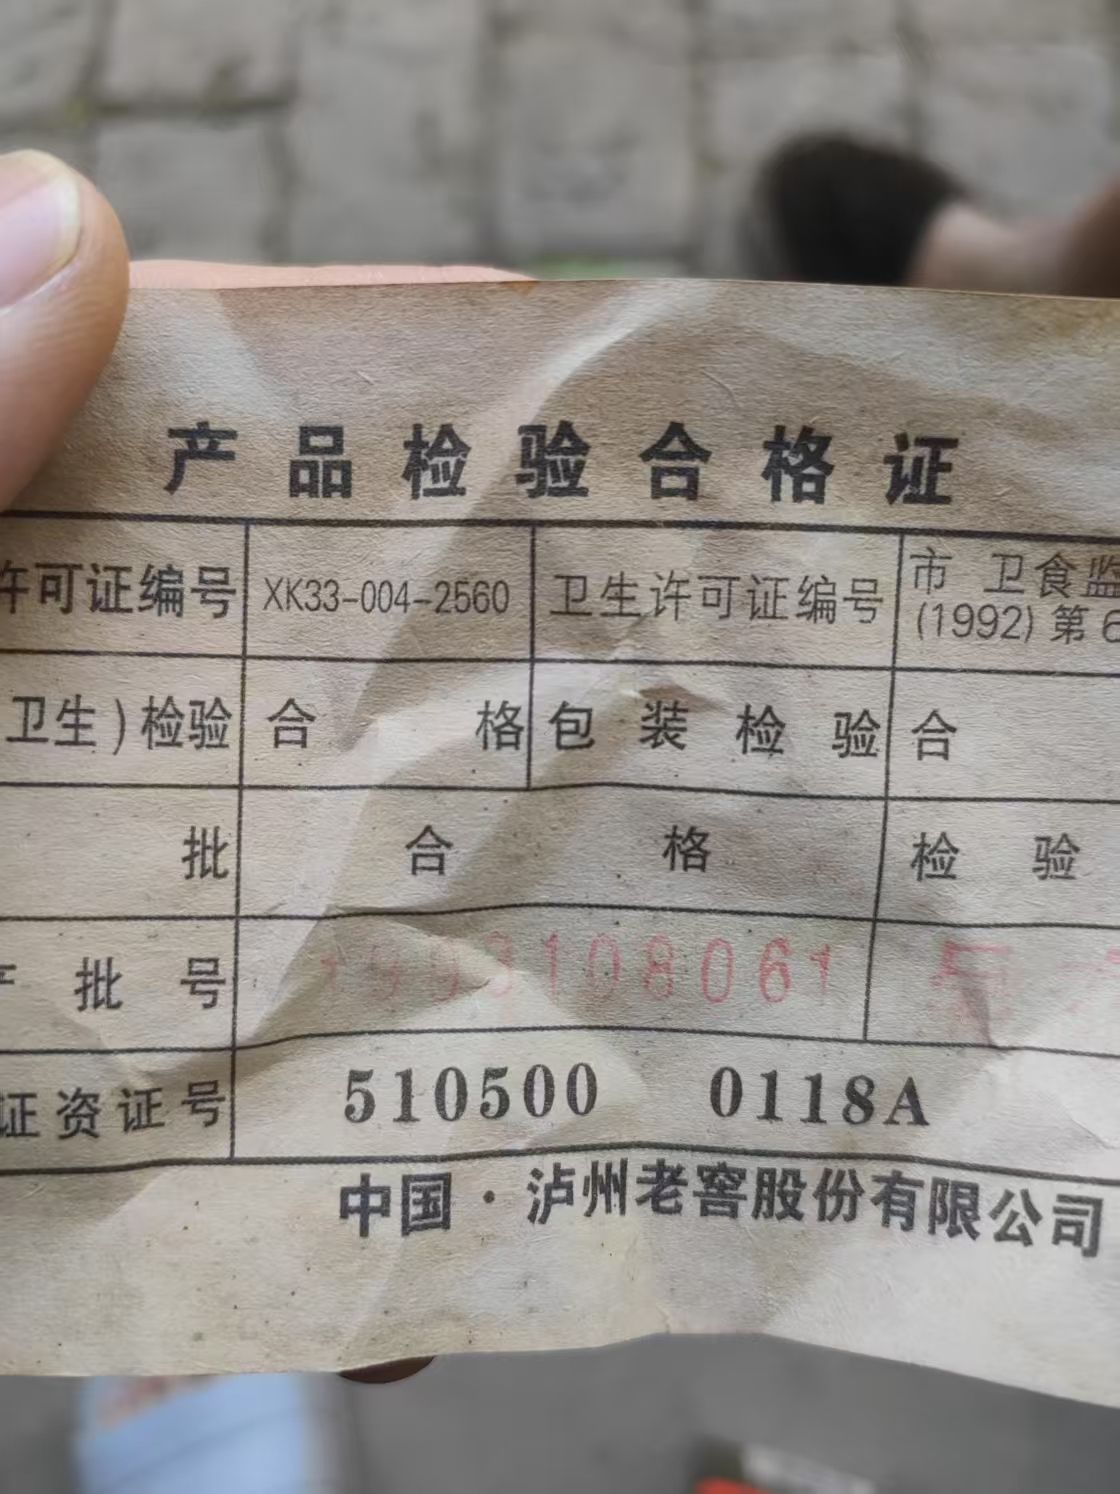 产品检验合格证
许可证编号 XK33-004-2560 卫生许可证编号 市 卫食监
(1992) 第6
卫生)检验 合格 包装检验 合
批 合格 检验
批号 1993108061
证资证号 510500 0118A
中国·泸州老窖股份有限公司